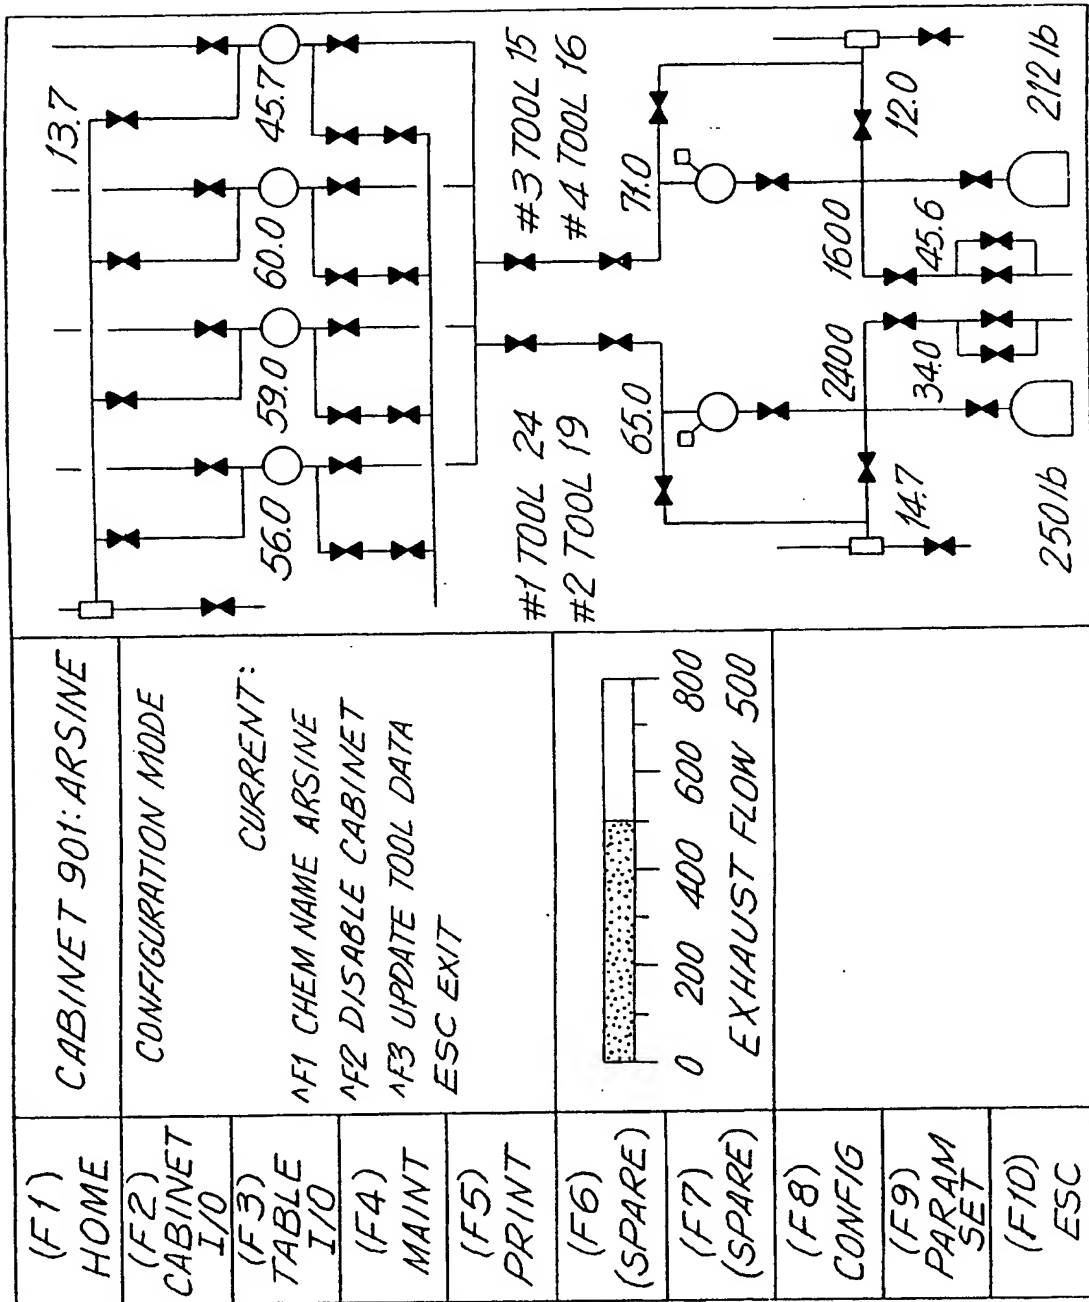 (F1)
HOME
(F2)
CABINET
I/O
(F3)
TABLE
I/O
(F4)
MAINT
(F5)
PRINT
(F6)
(SPARE)
(F7)
(SPARE)
(F8)
CONFIG
(F9)
PARAM
SET
(F10)
ESC
CABINET 901: ARSINE
CONFIGURATION MODE
CURRENT:
^F1 CHEM NAME ARSINE
^F2 DISABLE CABINET
^F3 UPDATE TOOL DATA
ESC EXIT
0 200 400 600 800
EXHAUST FLOW 500
13.7
56.0 59.0 60.0 45.7
#1 TOOL 24 #3 TOOL 15
#2 TOOL 19 #4 TOOL 16
65.0 71.0
2400 1600
14.7 34.0 45.6 12.0
250 lb 212 lb